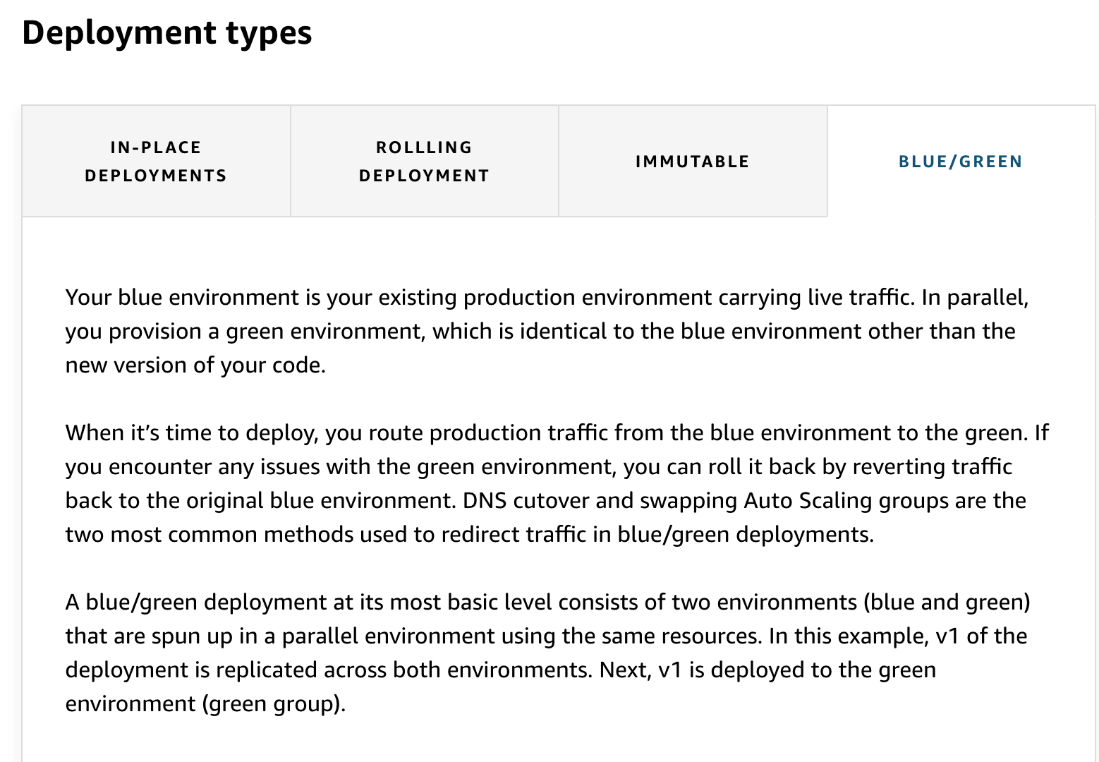 Deployment types
IN-PLACE
DEPLOYMENTS
ROLLLING
DEPLOYMENT
IMMUTABLE
BLUE/GREEN
Your blue environment is your existing production environment carrying live traffic. In parallel,
you provision a green environment, which is identical to the blue environment other than the
new version of your code.
When it’s time to deploy, you route production traffic from the blue environment to the green. If
you encounter any issues with the green environment, you can roll it back by reverting traffic
back to the original blue environment. DNS cutover and swapping Auto Scaling groups are the
two most common methods used to redirect traffic in blue/green deployments.
A blue/green deployment at its most basic level consists of two environments (blue and green)
that are spun up in a parallel environment using the same resources. In this example, v1 of the
deployment is replicated across both environments. Next, v1 is deployed to the green
environment (green group).